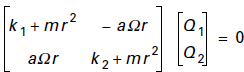 [ k₁ + mr²   - aΩr ] [ Q₁ ] = 0
[ aΩr   k₂ + mr² ] [ Q₂ ]